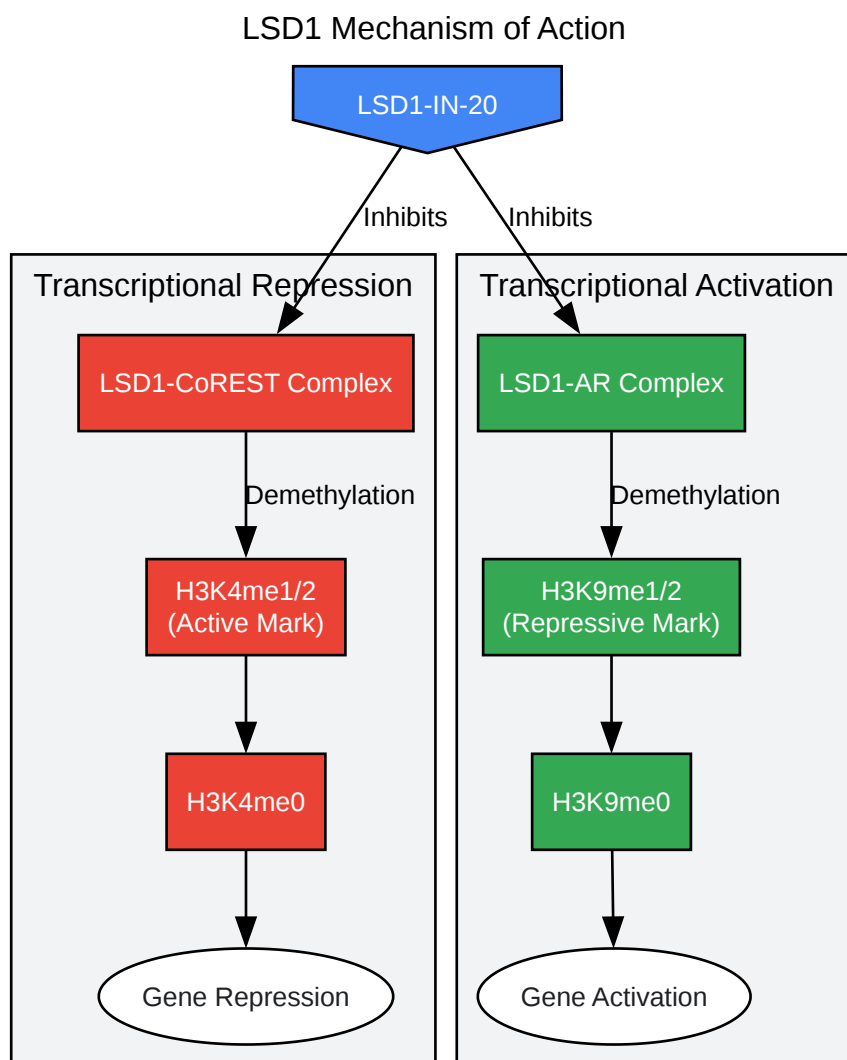 LSD1 Mechanism of Action
LSD1-IN-20
Inhibits
Inhibits
Transcriptional Repression
LSD1-CoREST Complex
Demethylation
H3K4me1/2
(Active Mark)
H3K4me0
Gene Repression
Transcriptional Activation
LSD1-AR Complex
Demethylation
H3K9me1/2
(Repressive Mark)
H3K9me0
Gene Activation